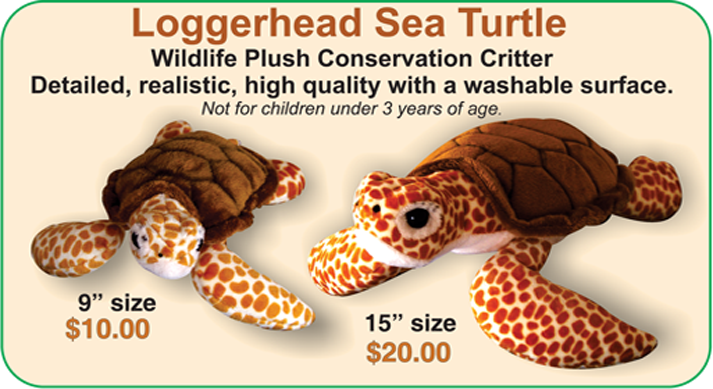 Loggerhead Sea Turtle
Wildlife Plush Conservation Critter
Detailed, realistic, high quality with a washable surface.
Not for children under 3 years of age.
9” size
$10.00
15” size
$20.00